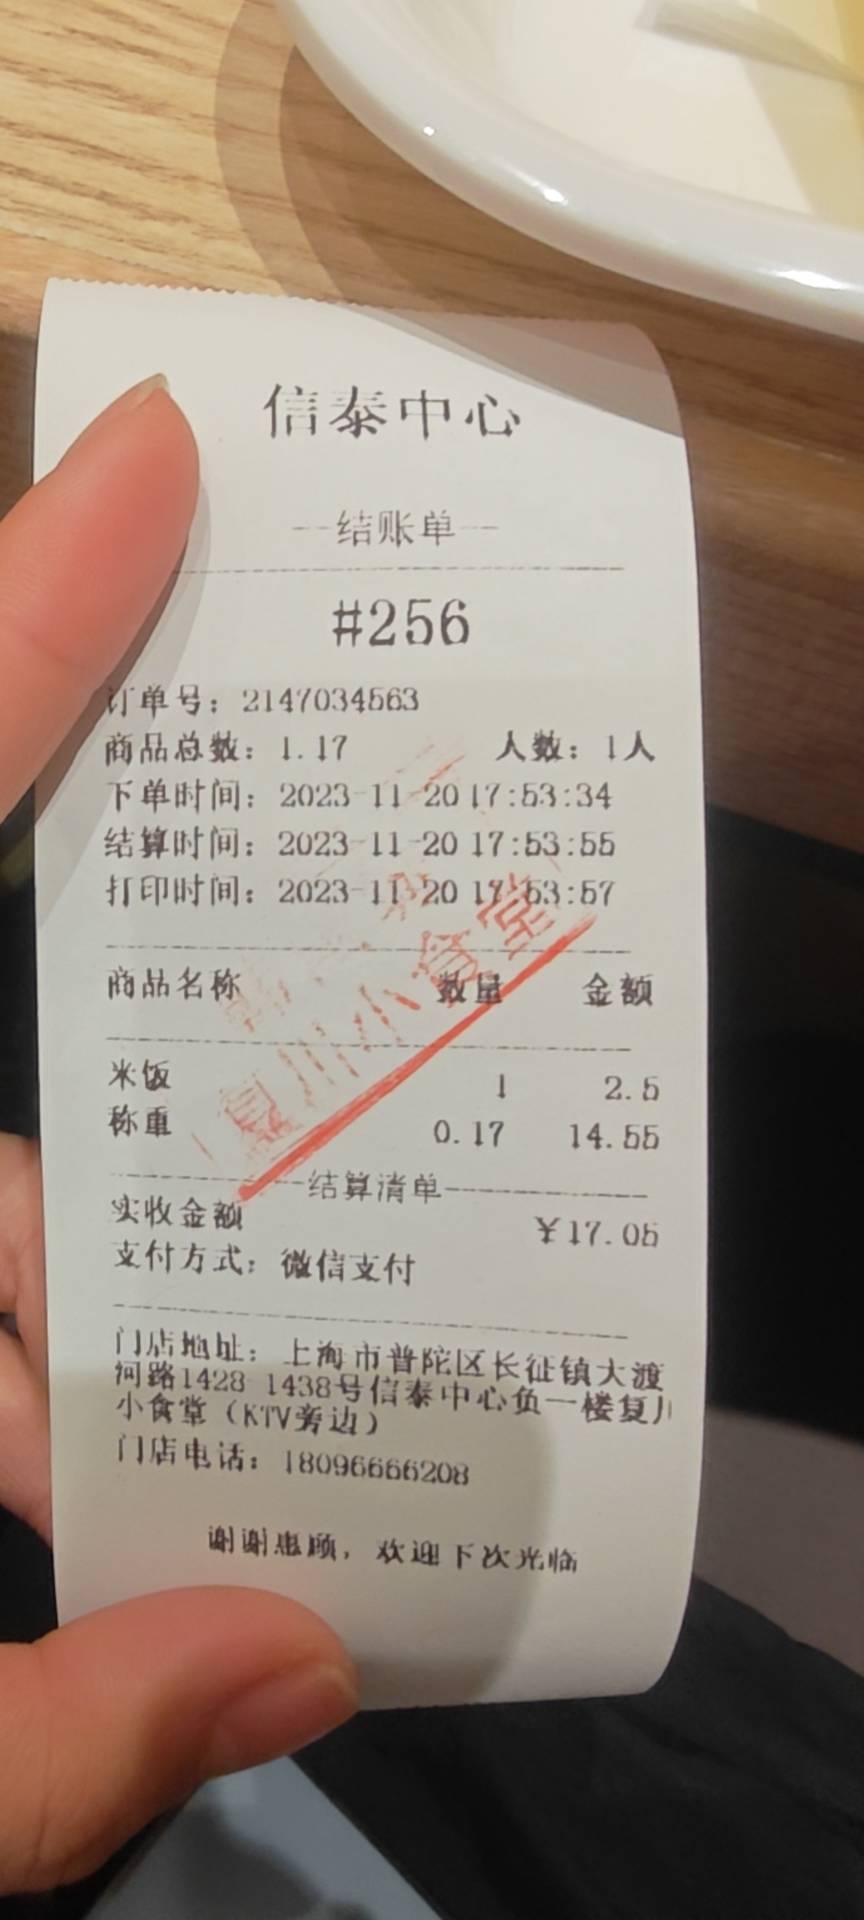 信泰中心
--结账单--
#256
订单号：2147034563
商品总数：1.17 人数：1人
下单时间：2023-11-20 17:53:34
结算时间：2023-11-20 17:53:55
打印时间：2023-11-20 17:53:57
商品名称 数量 金额
复川小食堂
米饭 1 2.5
称重 0.17 14.55
结算清单
实收金额 ￥17.05
支付方式：微信支付
门店地址：上海市普陀区长征镇大渡
河路1428-1438号信泰中心负一楼复川
小食堂（KTV旁边）
门店电话：18096666208
谢谢惠顾，欢迎下次光临